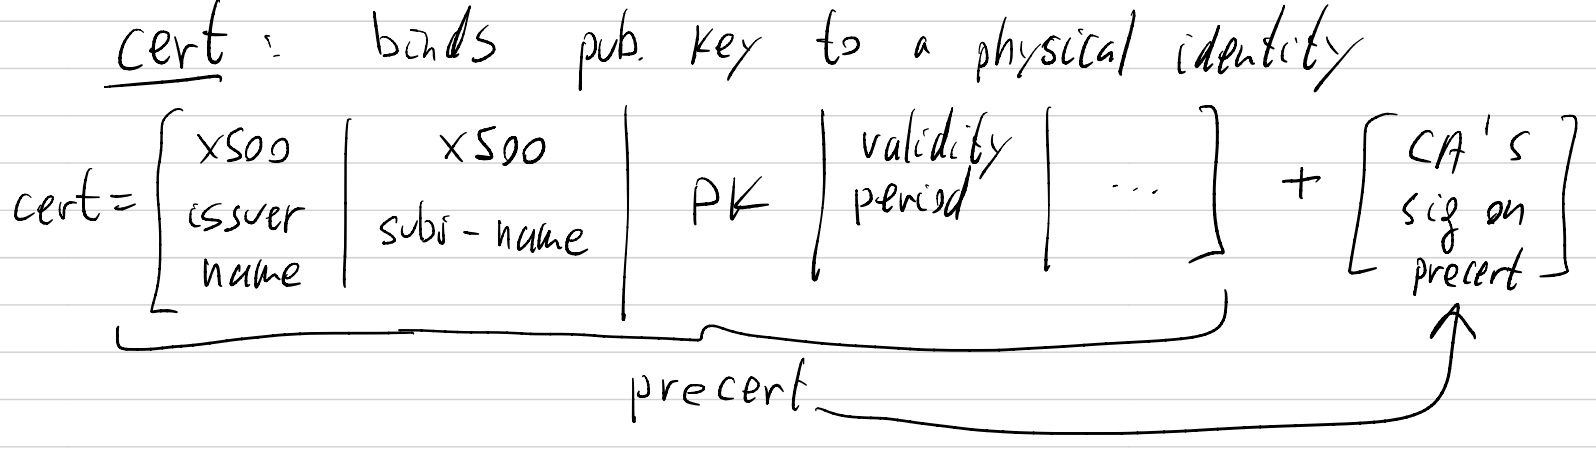 cert: binds pub. key to a physical identity
cert = [ X500 issuer name | X500 subj-name | PK | validity period | ... ] + [ CA's sig on precert ]
precert